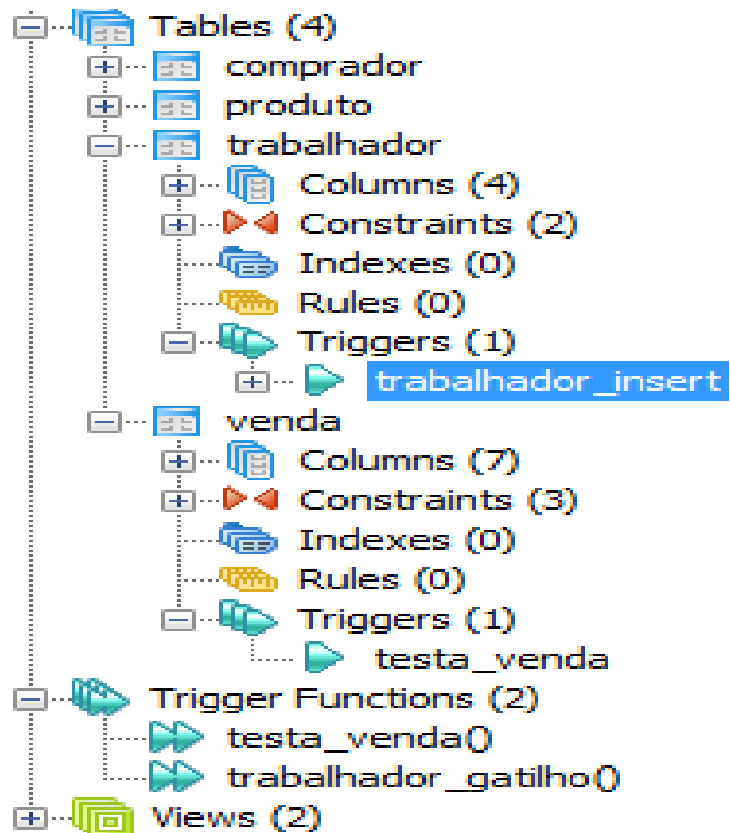 Tables (4)
comprador
produto
trabalhador
Columns (4)
Constraints (2)
Indexes (0)
Rules (0)
Triggers (1)
trabalhador_insert
venda
Columns (7)
Constraints (3)
Indexes (0)
Rules (0)
Triggers (1)
testa_venda
Trigger Functions (2)
testa_venda()
trabalhador_gatilho()
Views (2)